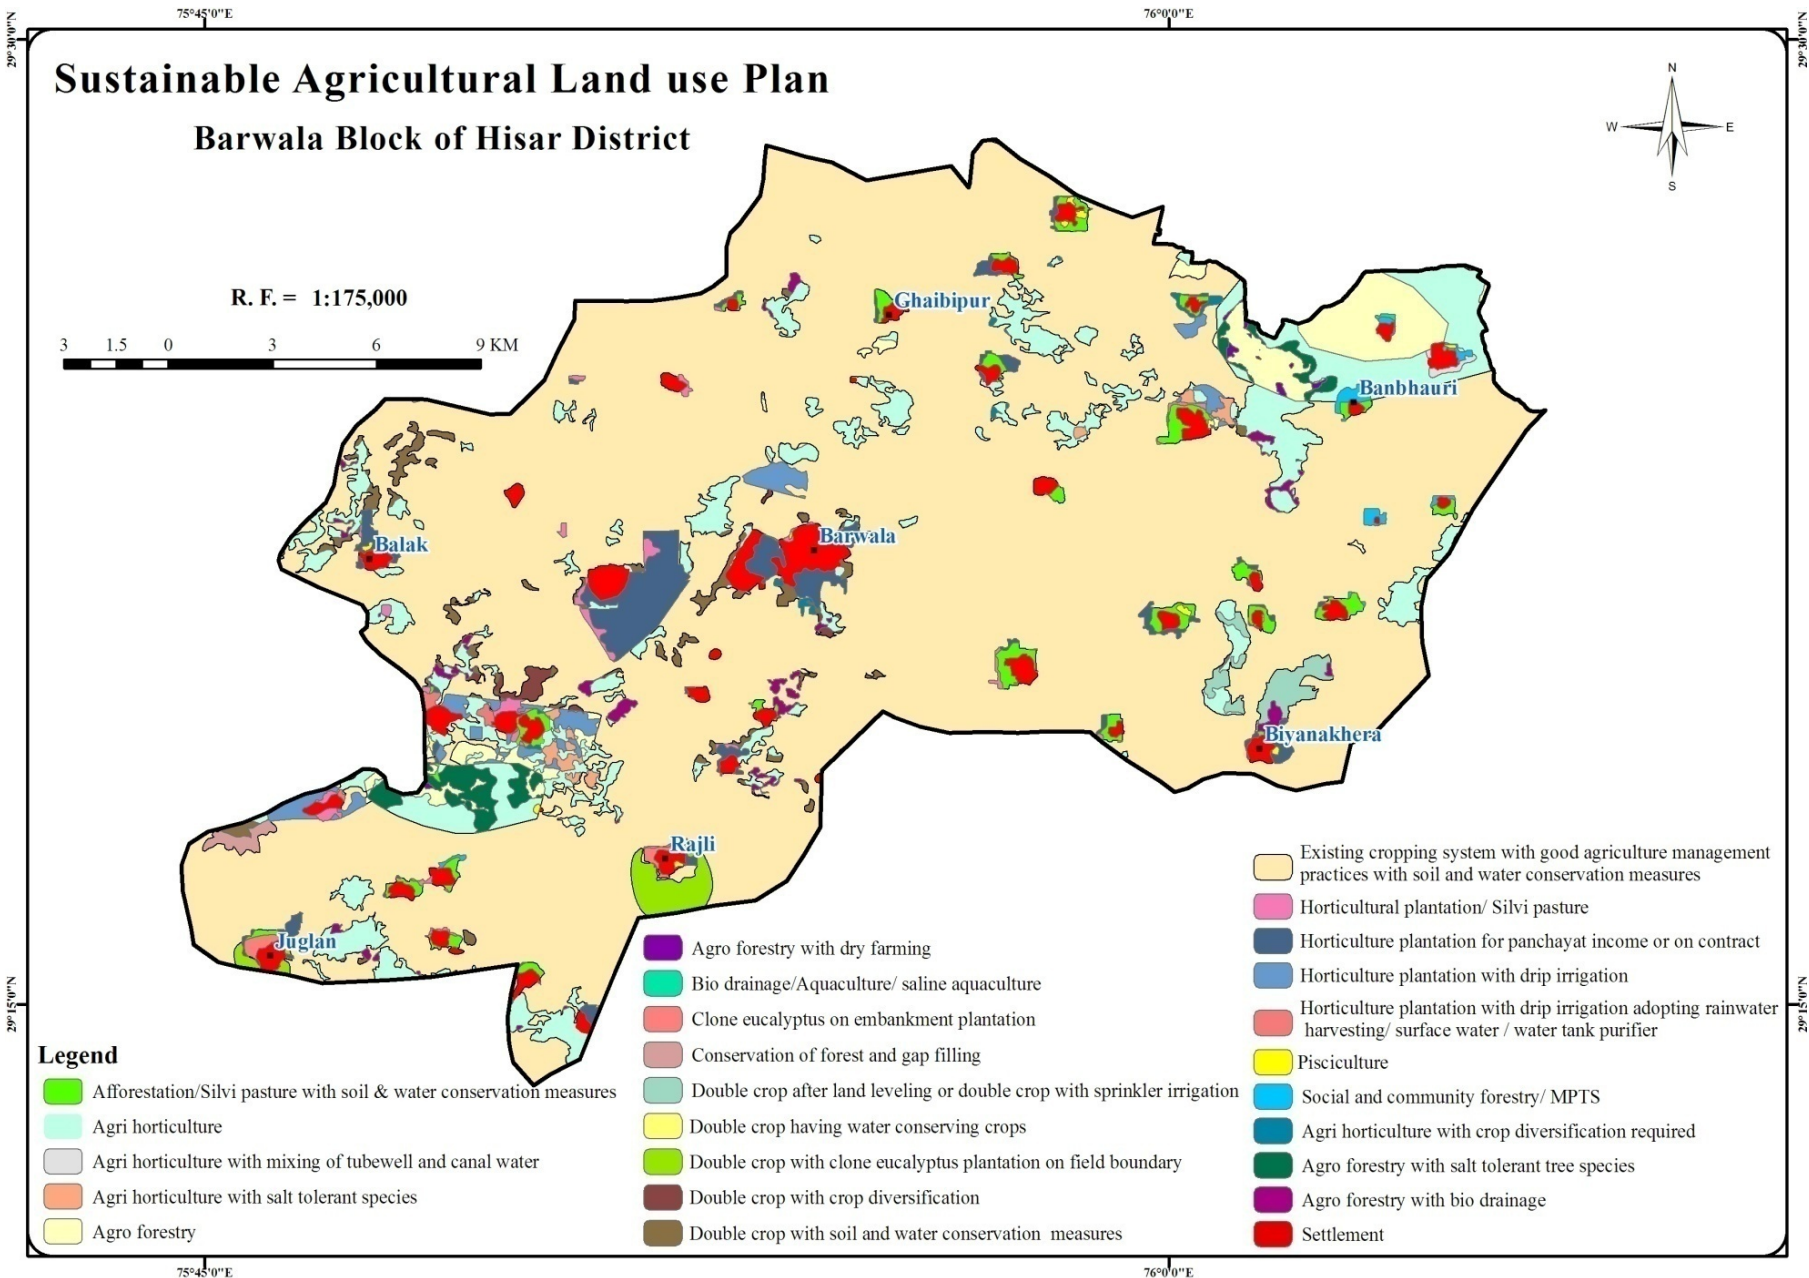 75°45'0"E
76°0'0"E
29°30'0"N
29°30'0"N
Sustainable Agricultural Land use Plan
Barwala Block of Hisar District
N
W
E
S
R. F. = 1:175,000
3 1.5 0 3 6 9 KM
Ghaibipur
Banbhauri
Balak
Barwala
Biyanakhera
Rajli
Juglan
29°15'0"N
29°15'0"N
Legend
Afforestation/Silvi pasture with soil & water conservation measures
Agri horticulture
Agri horticulture with mixing of tubewell and canal water
Agri horticulture with salt tolerant species
Agro forestry
Agro forestry with dry farming
Bio drainage/Aquaculture/ saline aquaculture
Clone eucalyptus on embankment plantation
Conservation of forest and gap filling
Double crop after land leveling or double crop with sprinkler irrigation
Double crop having water conserving crops
Double crop with clone eucalyptus plantation on field boundary
Double crop with crop diversification
Double crop with soil and water conservation measures
Existing cropping system with good agriculture management
practices with soil and water conservation measures
Horticultural plantation/ Silvi pasture
Horticulture plantation for panchayat income or on contract
Horticulture plantation with drip irrigation
Horticulture plantation with drip irrigation adopting rainwater
harvesting/ surface water / water tank purifier
Pisciculture
Social and community forestry/ MPTS
Agri horticulture with crop diversification required
Agro forestry with salt tolerant tree species
Agro forestry with bio drainage
Settlement
75°45'0"E
76°0'0"E